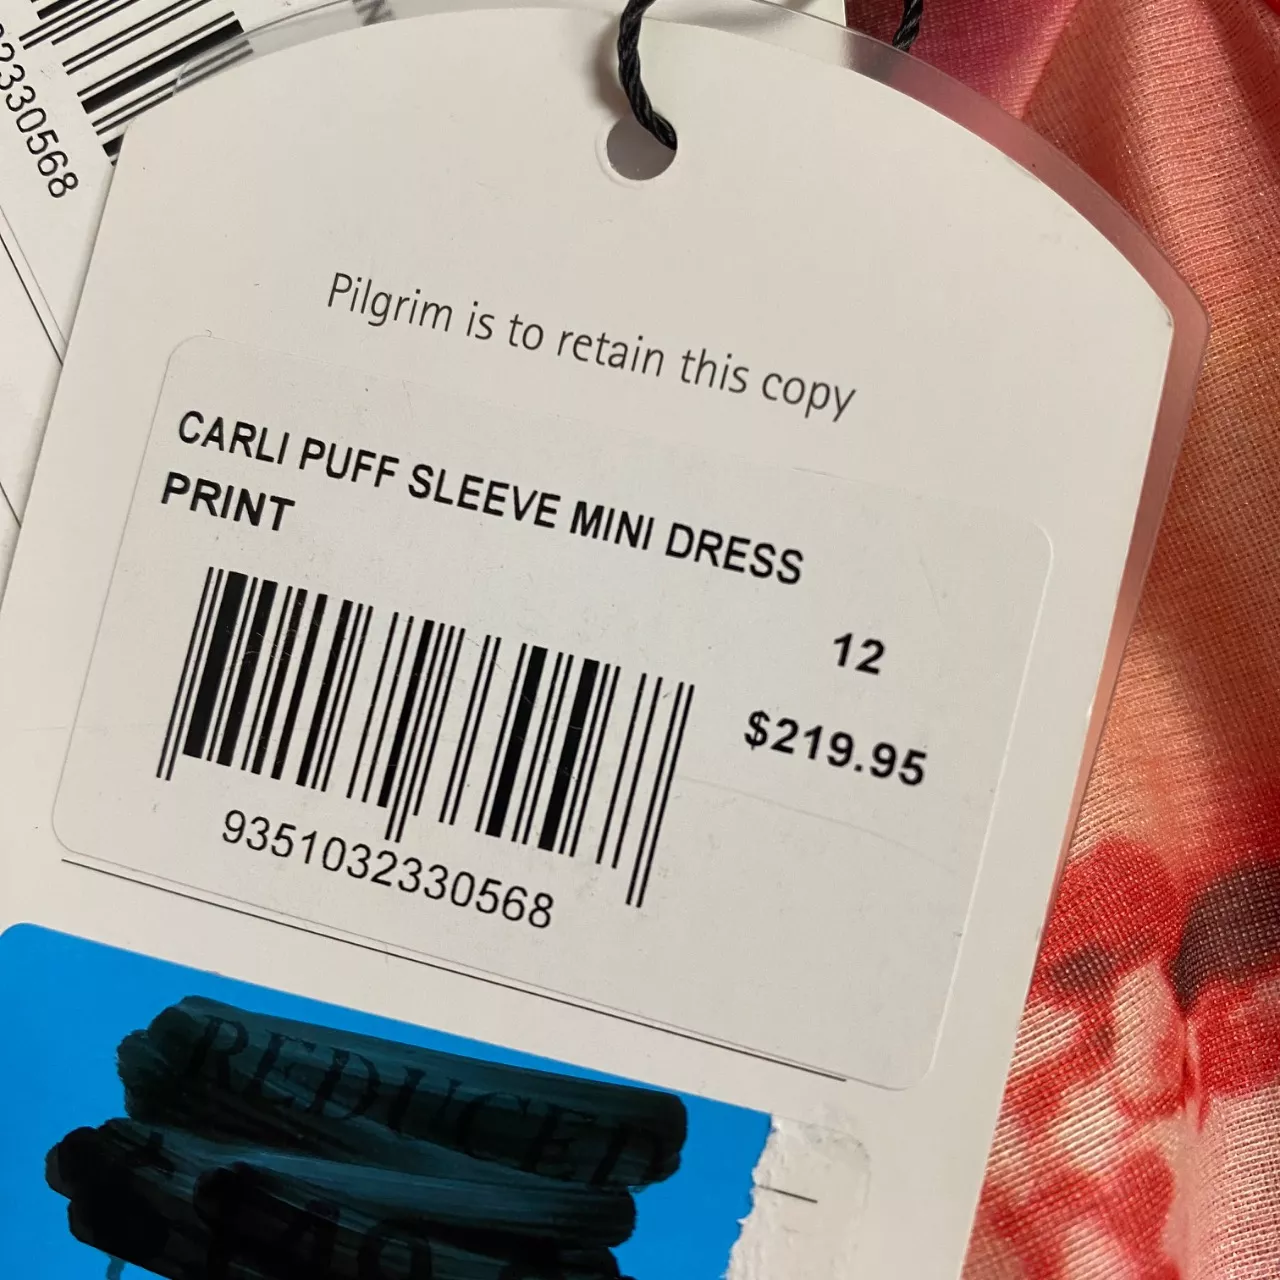 2330568
Pilgrim is to retain this copy
CARLI PUFF SLEEVE MINI DRESS
PRINT
12
$219.95
9351032330568
REDUCED